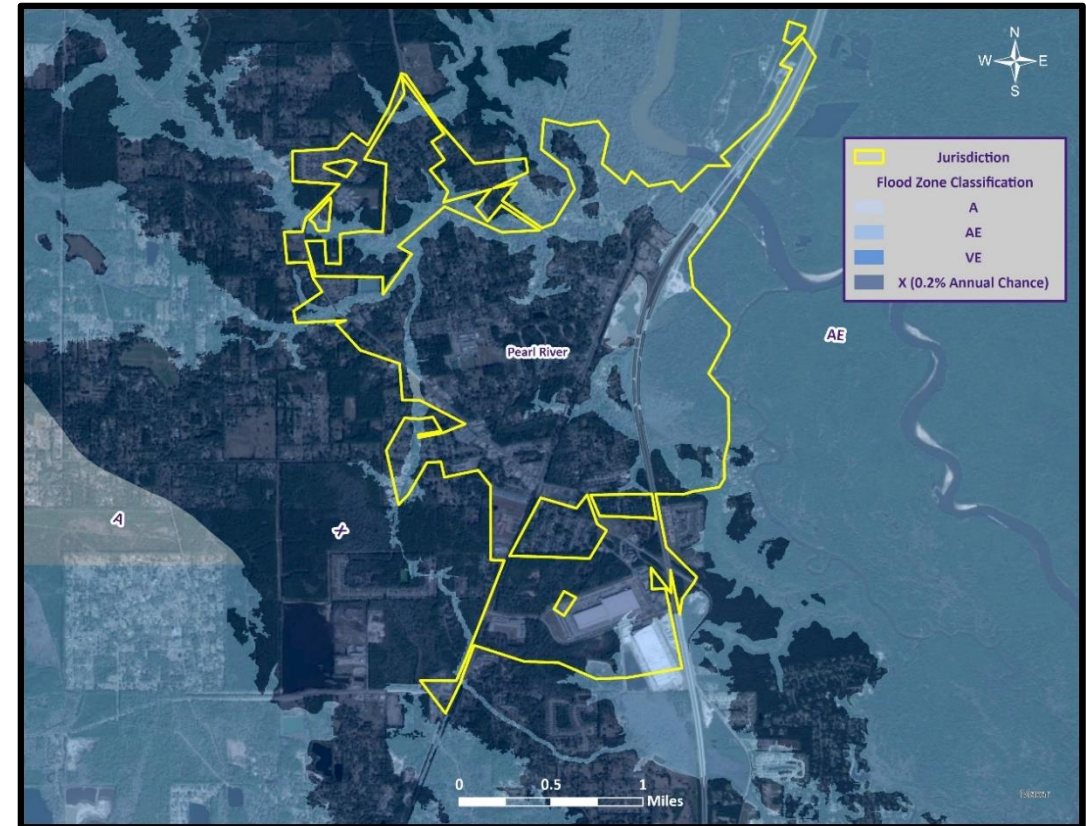 N
W E
S
Jurisdiction
Flood Zone Classification
A
AE
VE
X (0.2% Annual Chance)
AE
Pearl River
A
X
0 0.5 1
Miles